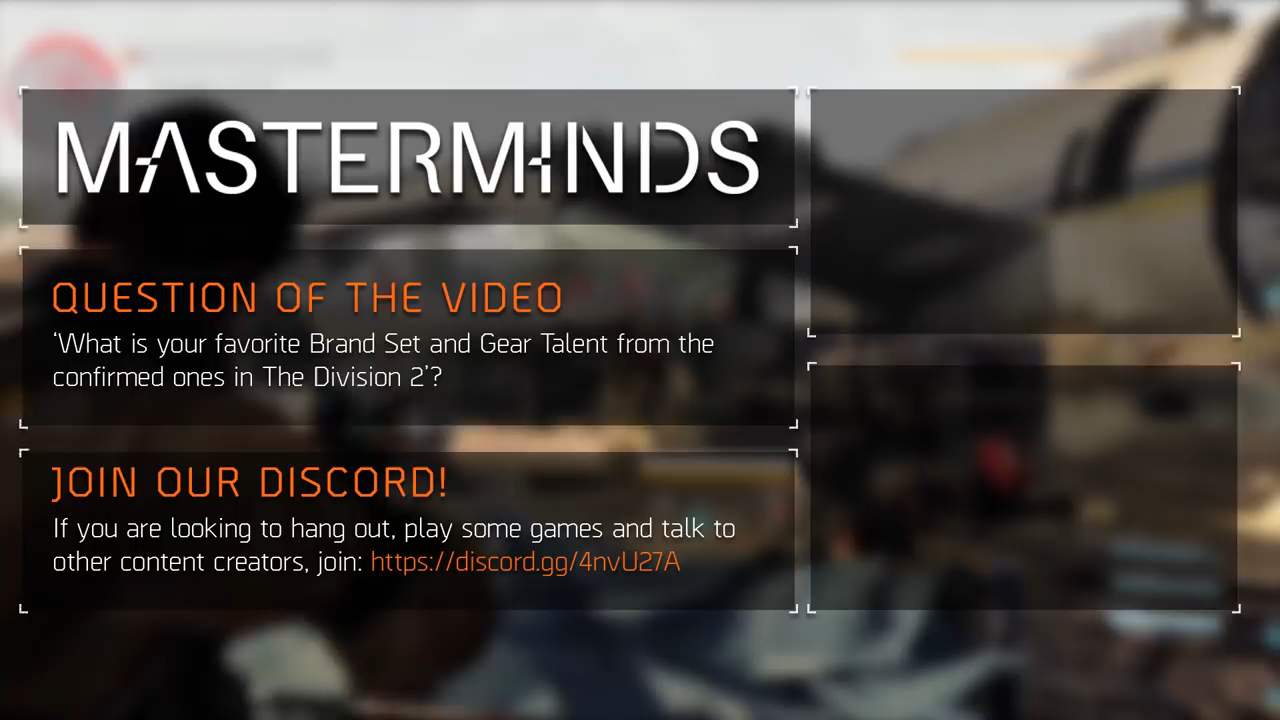 MASTERMINDS
QUESTION OF THE VIDEO
‘What is your favorite Brand Set and Gear Talent from the
confirmed ones in The Division 2’?
JOIN OUR DISCORD!
If you are looking to hang out, play some games and talk to
other content creators, join: https://discord.gg/4nvU27A